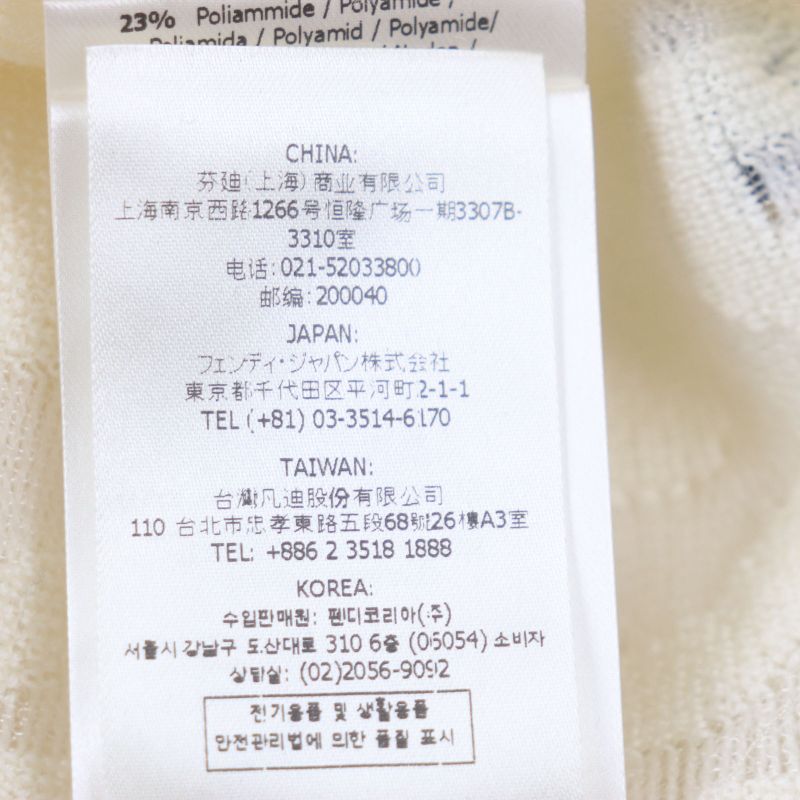 23% Poliammide / Polyamide /
Poliamida / Polyamid / Polyamide/
CHINA:
芬迪(上海)商业有限公司
上海南京西路1266号恒隆广场一期3307B-
3310室
电话:021-52033800
邮编:200040
JAPAN:
フェンディ・ジャパン株式会社
東京都千代田区平河町2-1-1
TEL (+81) 03-3514-6170
TAIWAN:
台灣凡迪股份有限公司
110 台北市忠孝東路五段68號26樓A3室
TEL: +886 2 3518 1888
KOREA:
수입판매원: 펜디코리아(주)
서울시 강남구 도산대로 310 6층 (06054) 소비자
상담실: (02)2056-9092
전기용품 및 생활용품
안전관리법에 의한 품질 표시